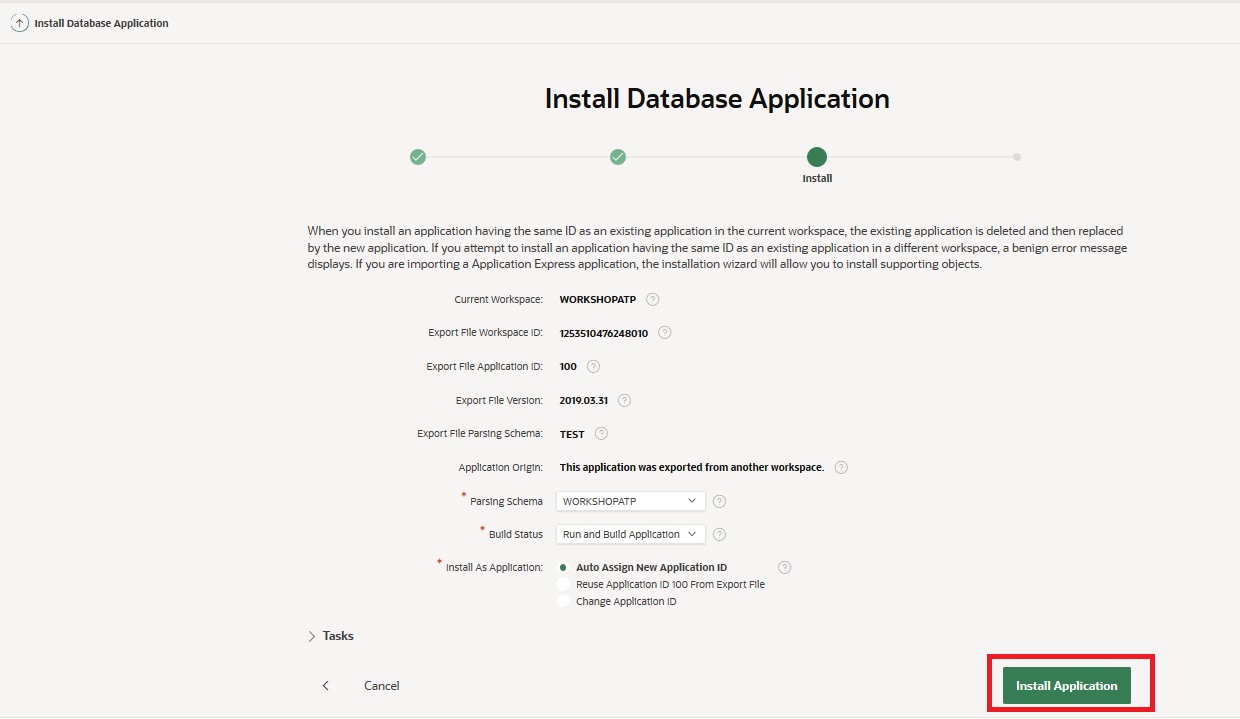 Install Database Application
Install Database Application
Install
When you install an application having the same ID as an existing application in the current workspace, the existing application is deleted and then replaced
by the new application. If you attempt to install an application having the same ID as an existing application in a different workspace, a benign error message
displays. If you are importing a Application Express application, the installation wizard will allow you to install supporting objects.
Current Workspace: WORKSHOPATP ?
Export File Workspace ID: 1253510476248010 ?
Export File Application ID: 100 ?
Export File Version: 2019.03.31 ?
Export File Parsing Schema: TEST ?
Application Origin: This application was exported from another workspace. ?
* Parsing Schema WORKSHOPATP ?
* Build Status Run and Build Application ?
* Install As Application: Auto Assign New Application ID ?
Reuse Application ID 100 From Export File
Change Application ID
Tasks
Cancel Install Application